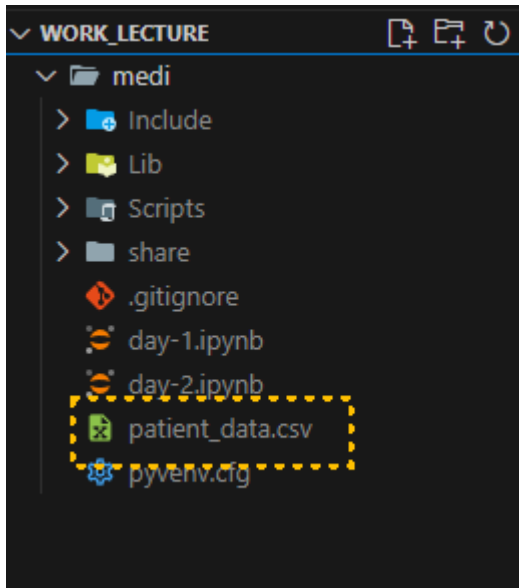 WORK_LECTURE
medi
Include
Lib
Scripts
share
.gitignore
day-1.ipynb
day-2.ipynb
patient_data.csv
pyvenv.cfg